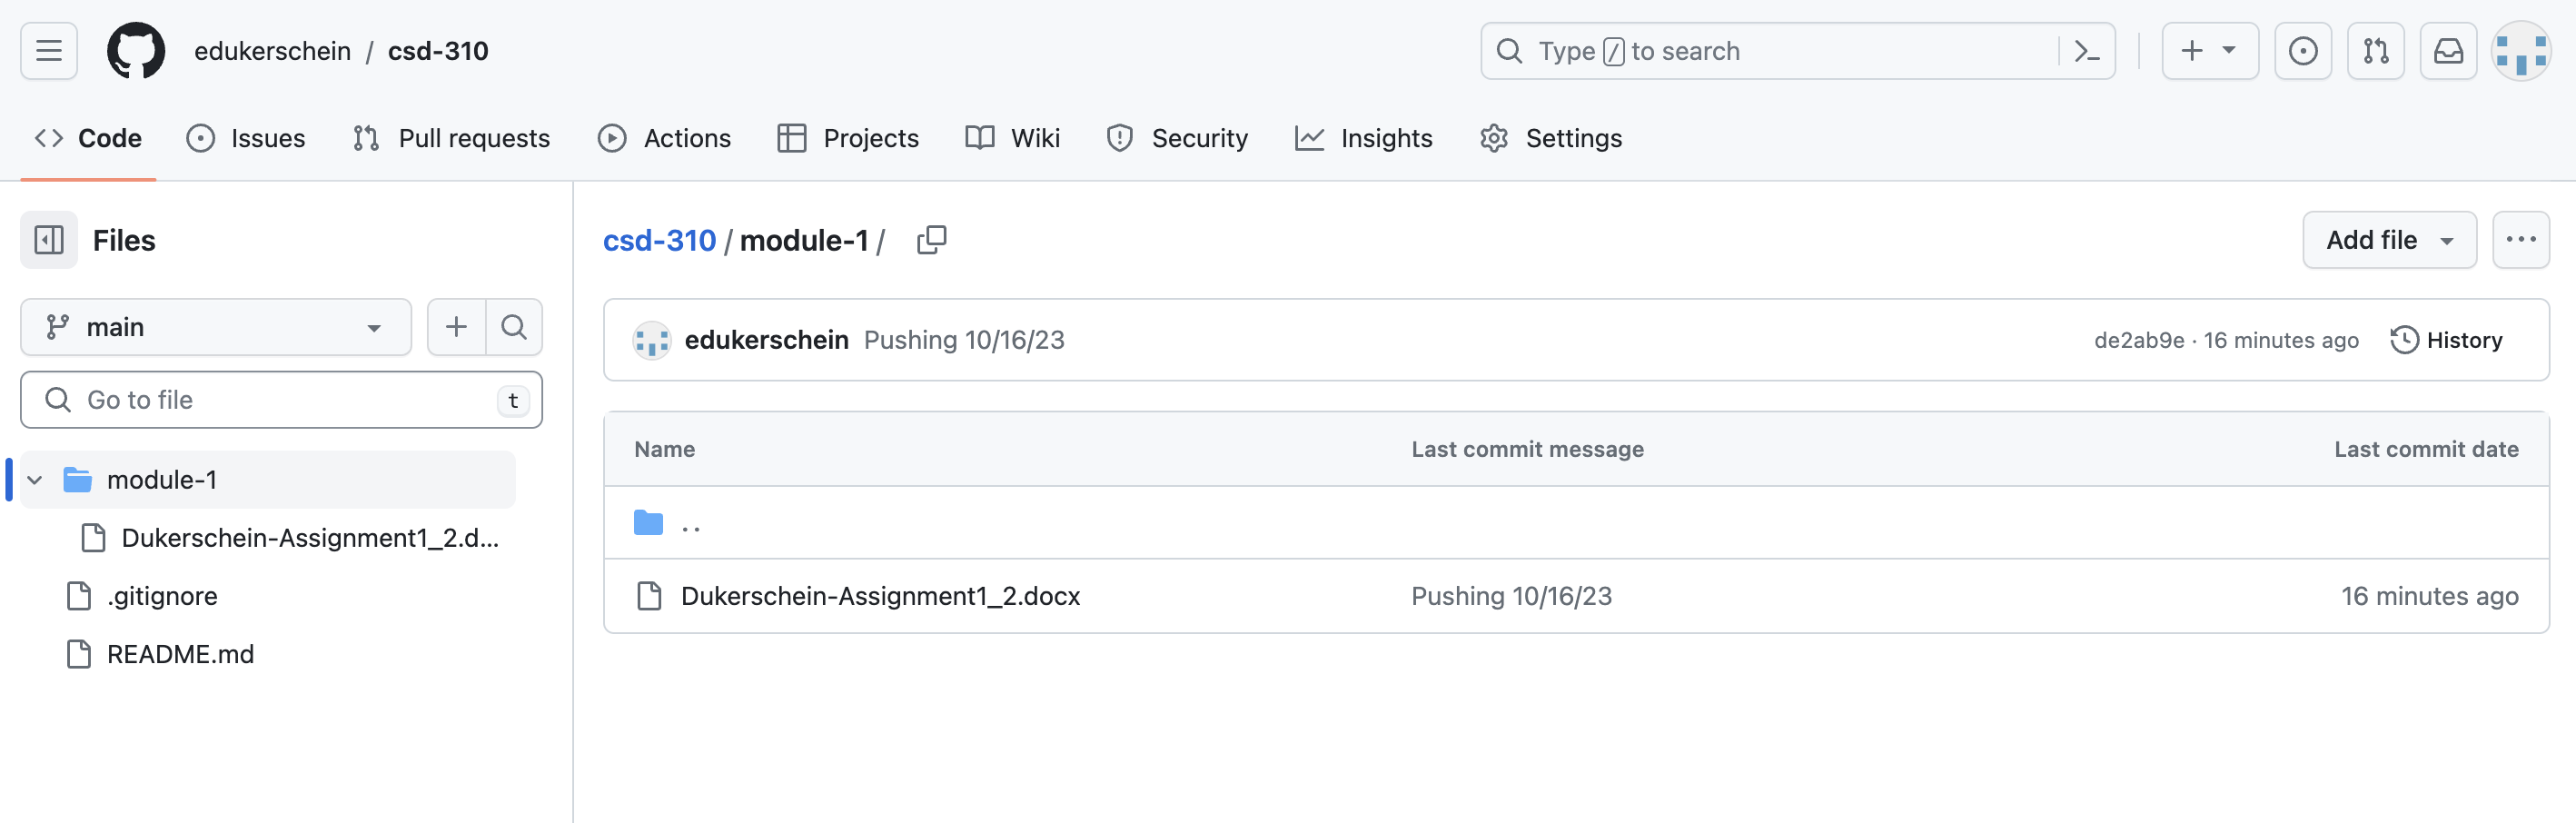 edukerschein / csd-310
Type / to search
Code Issues Pull requests Actions Projects Wiki Security Insights Settings
Files
main
Go to file t
module-1
Dukerschein-Assignment1_2.d...
.gitignore
README.md
csd-310 / module-1 /
Add file
edukerschein Pushing 10/16/23 de2ab9e · 16 minutes ago History
Name Last commit message Last commit date
..
Dukerschein-Assignment1_2.docx Pushing 10/16/23 16 minutes ago